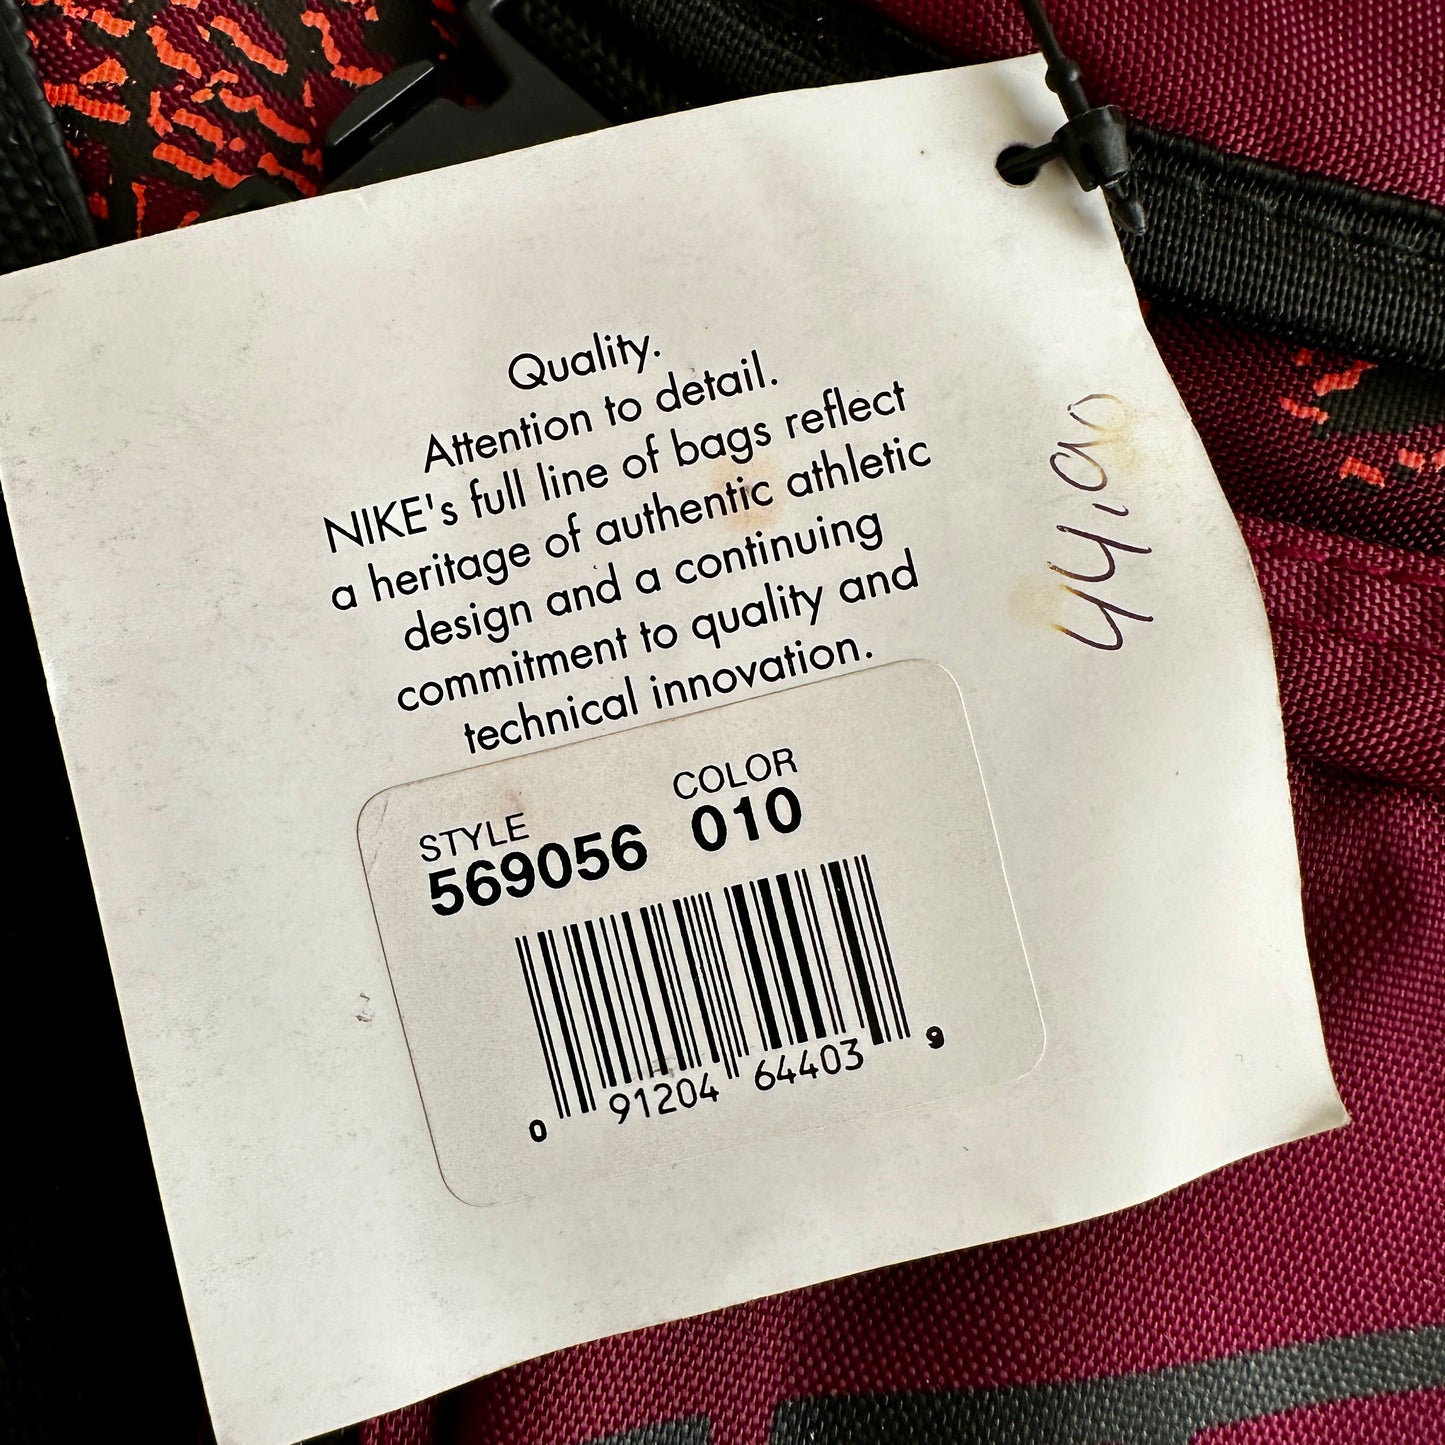 Quality.
Attention to detail.
NIKE's full line of bags reflect
a heritage of authentic athletic
design and a continuing
commitment to quality and
technical innovation.
44,90
STYLE COLOR
569056 010
0 91204 64403 9